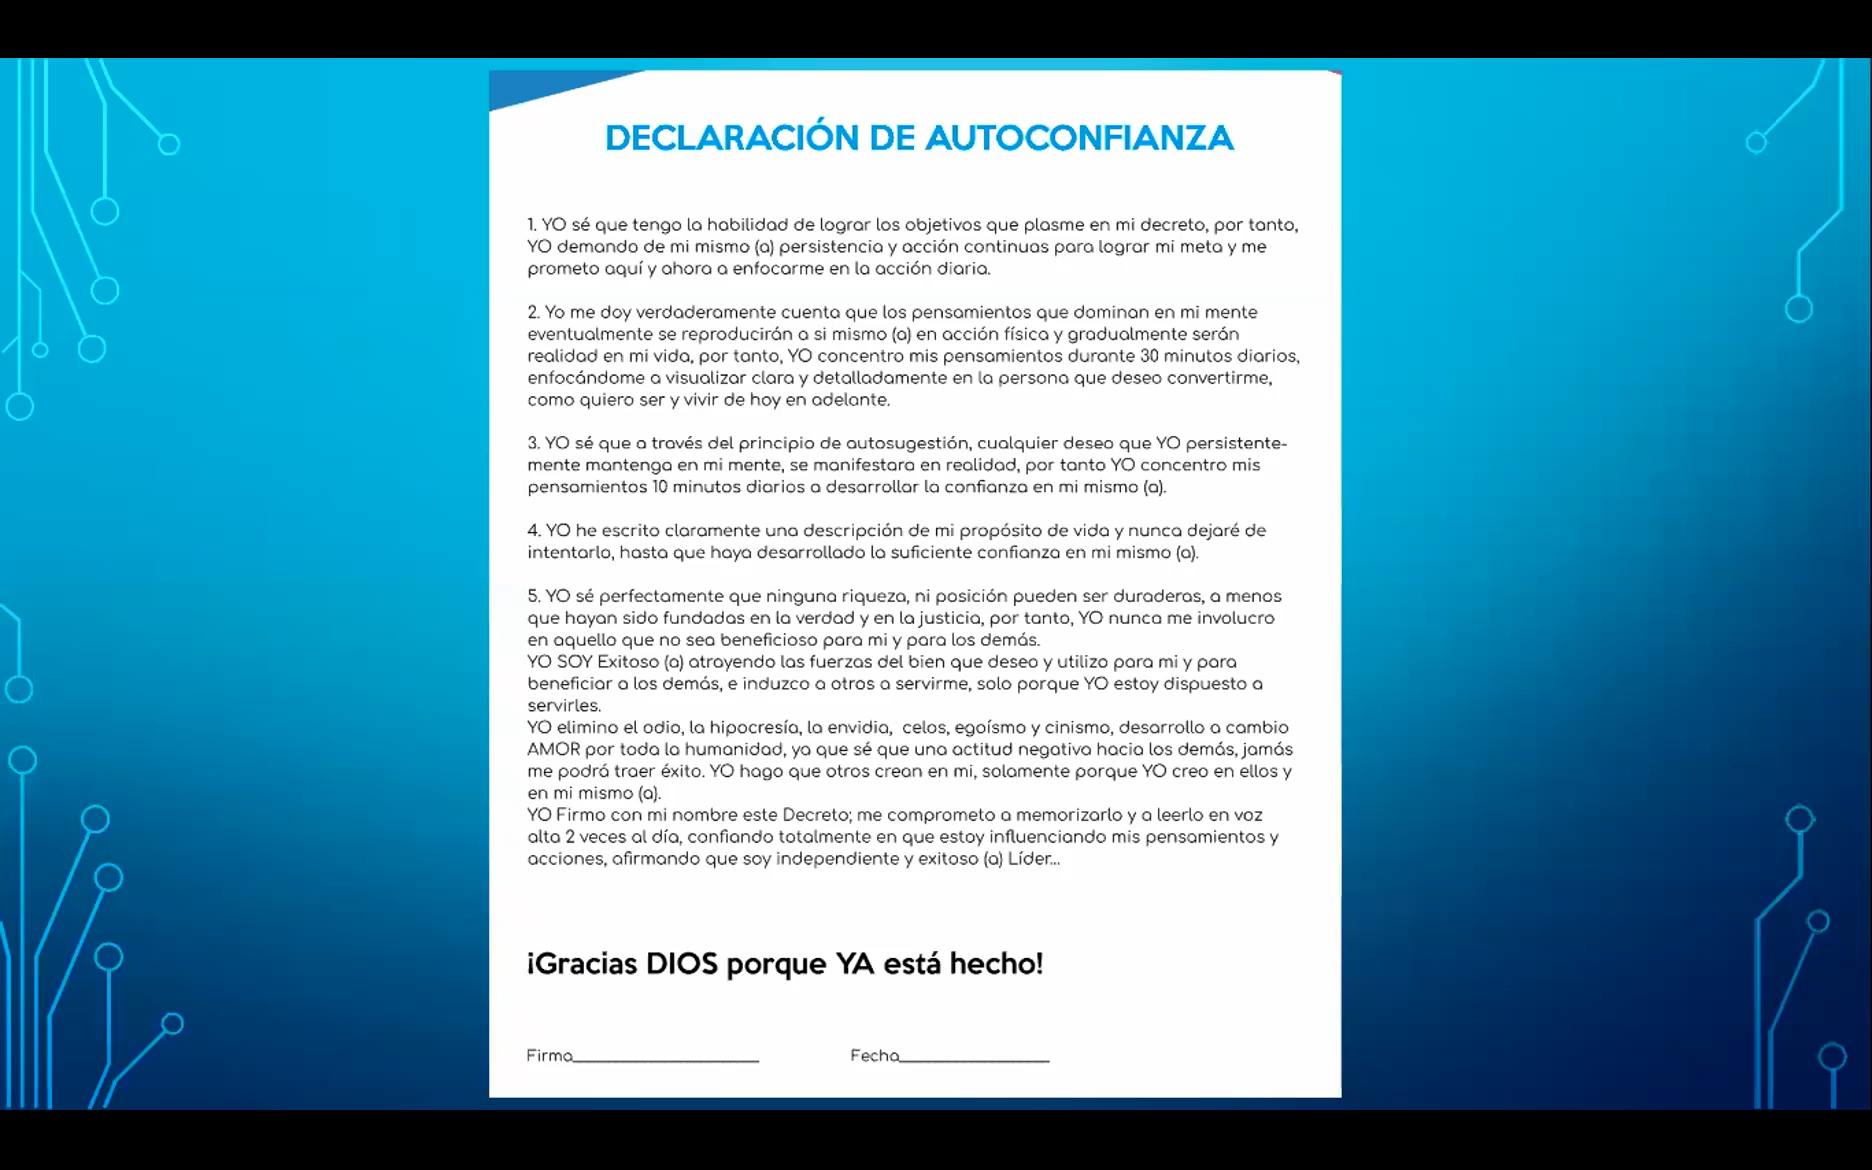 DECLARACIÓN DE AUTOCONFIANZA
1. YO sé que tengo la habilidad de lograr los objetivos que plasme en mi decreto, por tanto,
YO demando de mi mismo (a) persistencia y acción continuas para lograr mi meta y me
prometo aquí y ahora a enfocarme en la acción diaria.
2. Yo me doy verdaderamente cuenta que los pensamientos que dominan en mi mente
eventualmente se reproducirán a si mismo (a) en acción física y gradualmente serán
realidad en mi vida, por tanto, YO concentro mis pensamientos durante 30 minutos diarios,
enfocándome a visualizar clara y detalladamente en la persona que deseo convertirme,
como quiero ser y vivir de hoy en adelante.
3. YO sé que a través del principio de autosugestión, cualquier deseo que YO persistente-
mente mantenga en mi mente, se manifestara en realidad, por tanto YO concentro mis
pensamientos 10 minutos diarios a desarrollar la confianza en mi mismo (a).
4. YO he escrito claramente una descripción de mi propósito de vida y nunca dejaré de
intentarlo, hasta que haya desarrollado la suficiente confianza en mi mismo (a).
5. YO sé perfectamente que ninguna riqueza, ni posición pueden ser duraderas, a menos
que hayan sido fundadas en la verdad y en la justicia, por tanto, YO nunca me involucro
en aquello que no sea beneficioso para mi y para los demás.
YO SOY Exitoso (a) atrayendo las fuerzas del bien que deseo y utilizo para mi y para
beneficiar a los demás, e induzco a otros a servirme, solo porque YO estoy dispuesto a
servirles.
YO elimino el odio, la hipocresía, la envidia,  celos, egoísmo y cinismo, desarrollo a cambio
AMOR por toda la humanidad, ya que sé que una actitud negativa hacia los demás, jamás
me podrá traer éxito. YO hago que otros crean en mi, solamente porque YO creo en ellos y
en mi mismo (a).
YO Firmo con mi nombre este Decreto; me comprometo a memorizarlo y a leerlo en voz
alta 2 veces al día, confiando totalmente en que estoy influenciando mis pensamientos y
acciones, afirmando que soy independiente y exitoso (a) Líder...
¡Gracias DIOS porque YA está hecho!
Firma______________________ Fecha__________________